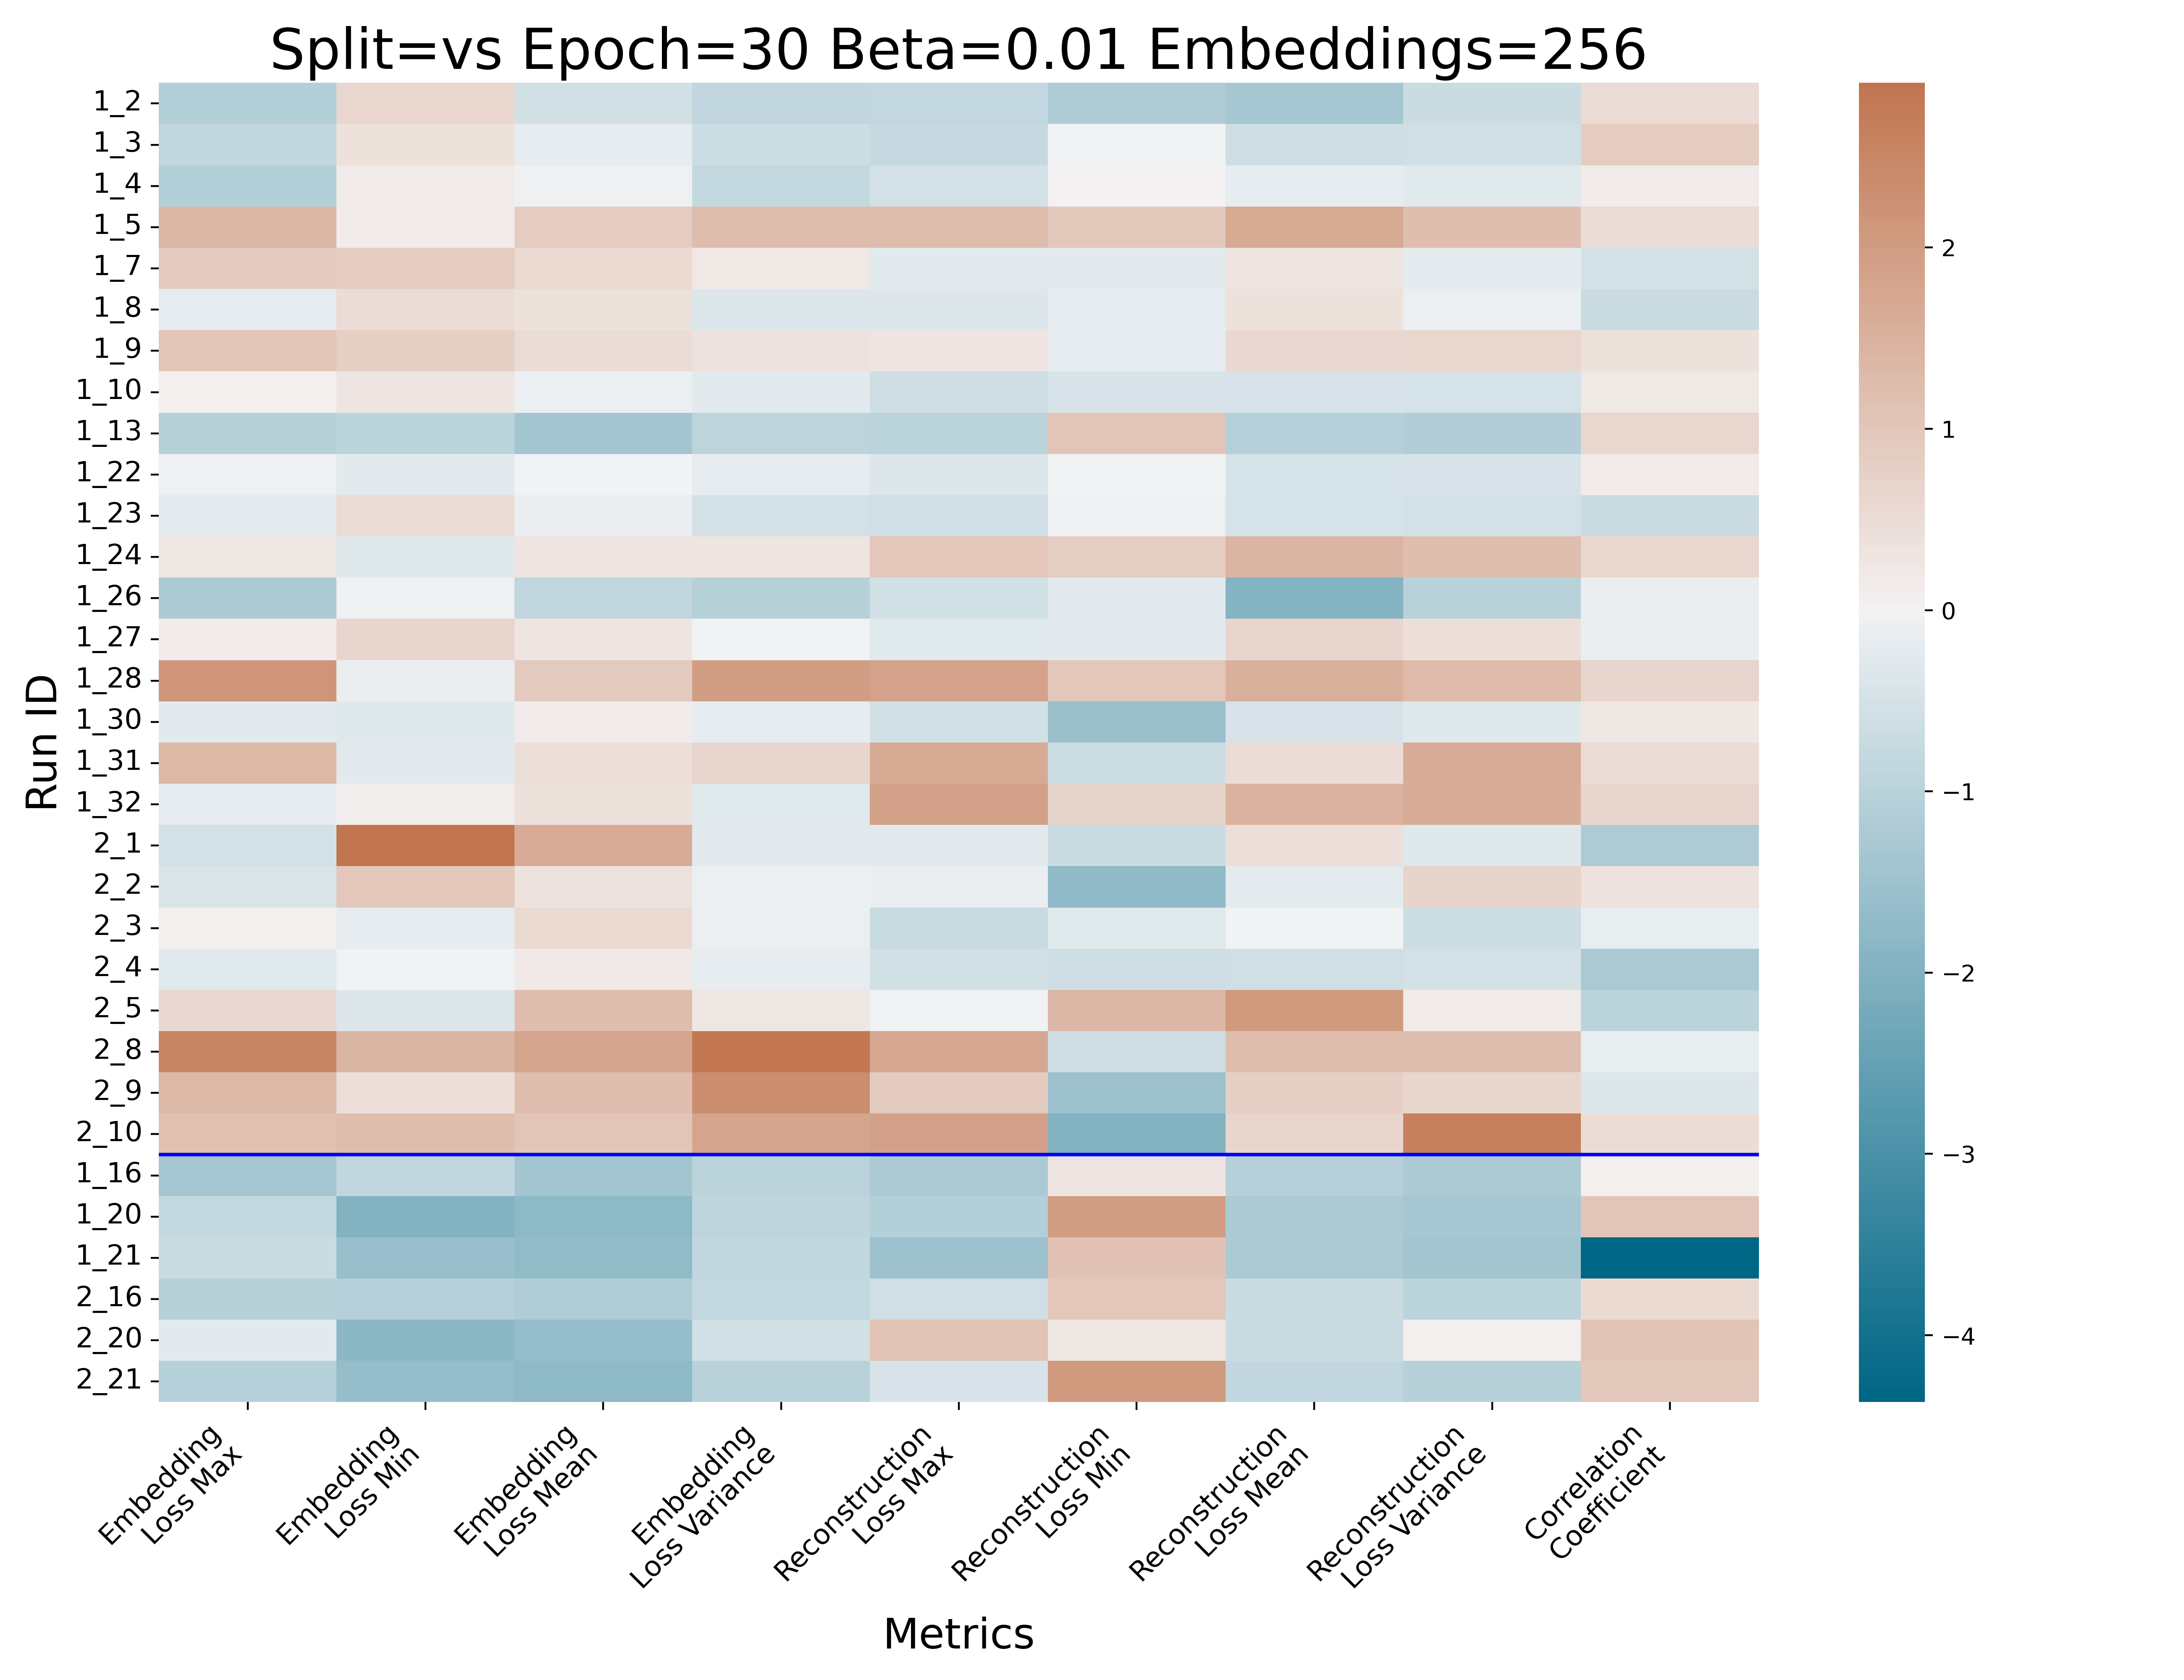 Split=vs Epoch=30 Beta=0.01 Embeddings=256
Run ID
1_2
1_3
1_4
1_5
1_7
1_8
1_9
1_10
1_13
1_22
1_23
1_24
1_26
1_27
1_28
1_30
1_31
1_32
2_1
2_2
2_3
2_4
2_5
2_8
2_9
2_10
1_16
1_20
1_21
2_16
2_20
2_21
Embedding
Loss Max
Embedding
Loss Min
Embedding
Loss Mean
Embedding
Loss Variance
Reconstruction
Loss Max
Reconstruction
Loss Min
Reconstruction
Loss Mean
Reconstruction
Loss Variance
Correlation
Coefficient
Metrics
2
1
0
−1
−2
−3
−4